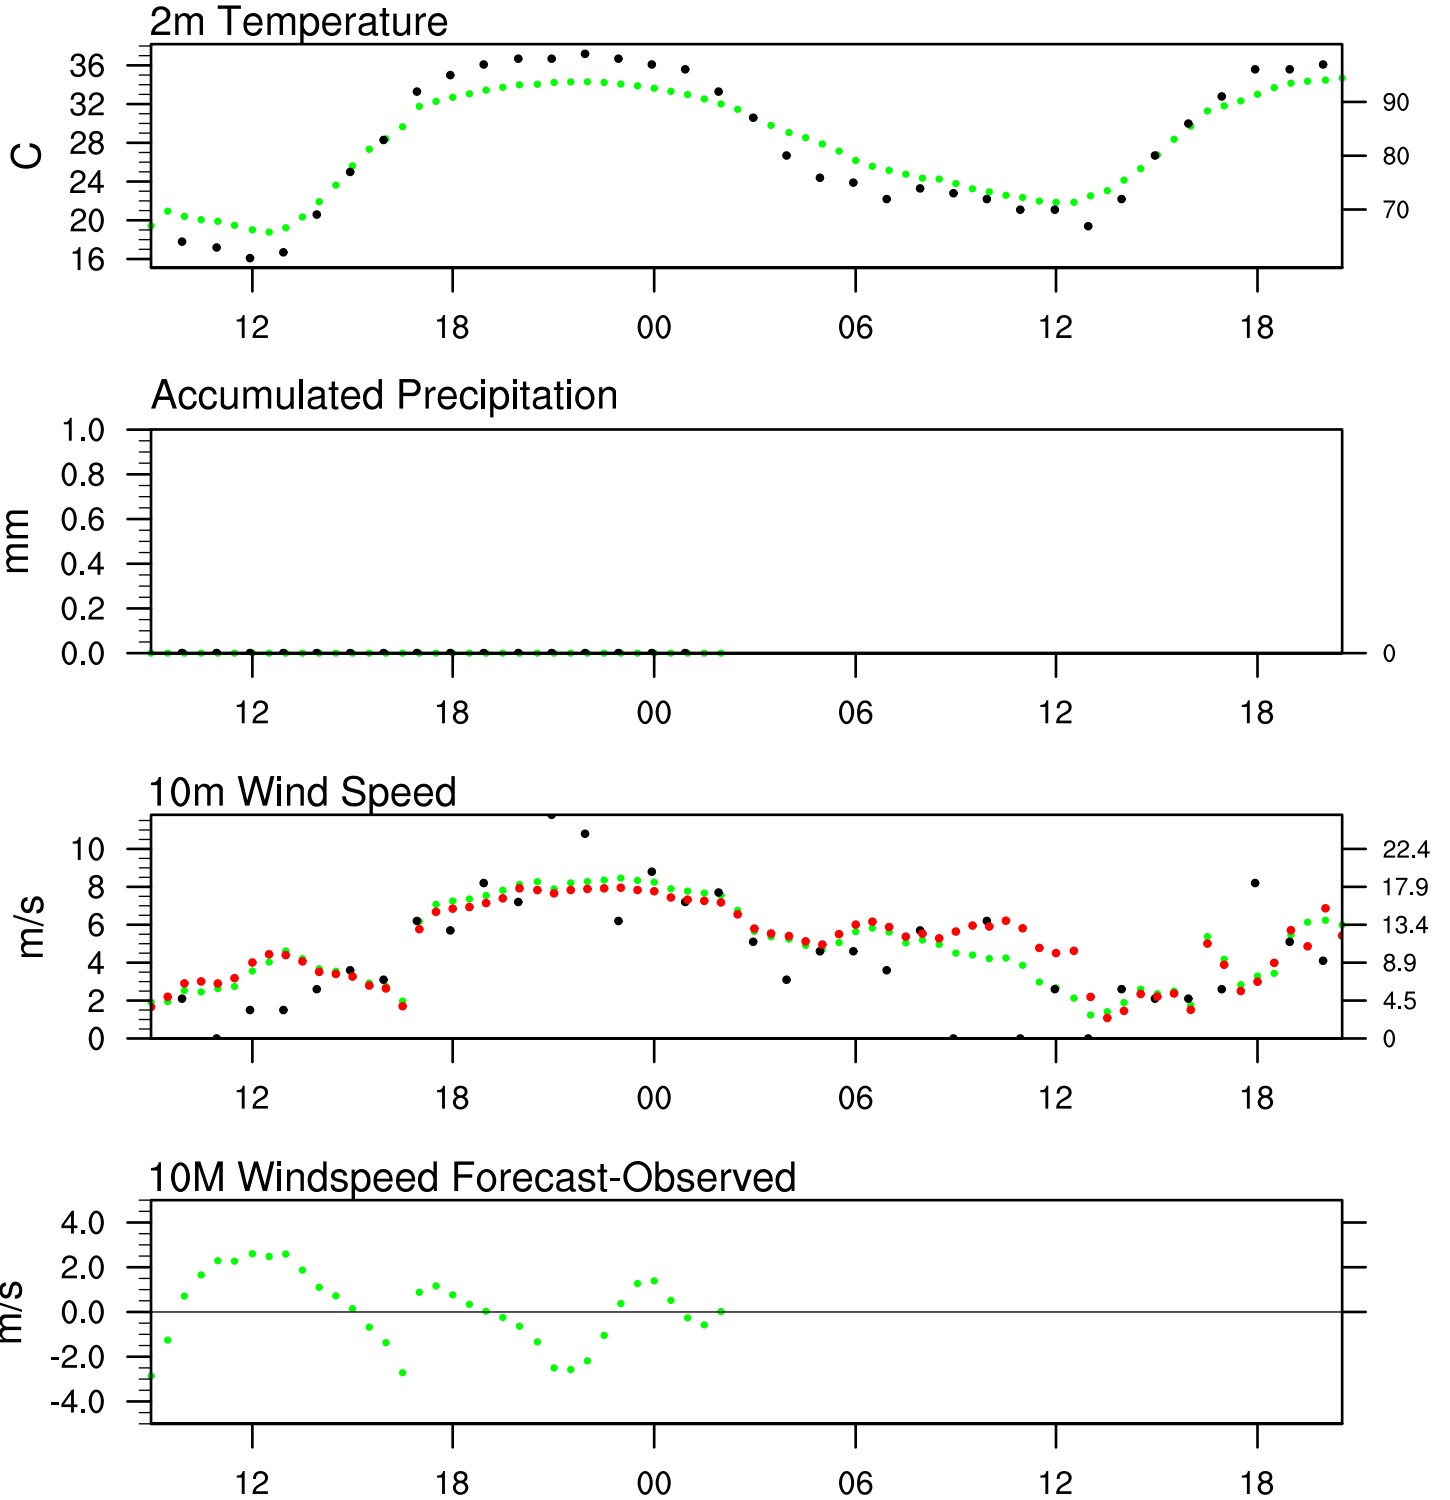 2m Temperature
36
32
28
24
20
16
C
90
80
70
12 18 00 06 12 18
Accumulated Precipitation
1.0
0.8
0.6
0.4
0.2
0.0
mm
0
12 18 00 06 12 18
10m Wind Speed
10
8
6
4
2
0
m/s
22.4
17.9
13.4
8.9
4.5
0
12 18 00 06 12 18
10M Windspeed Forecast-Observed
4.0
2.0
0.0
-2.0
-4.0
m/s
12 18 00 06 12 18